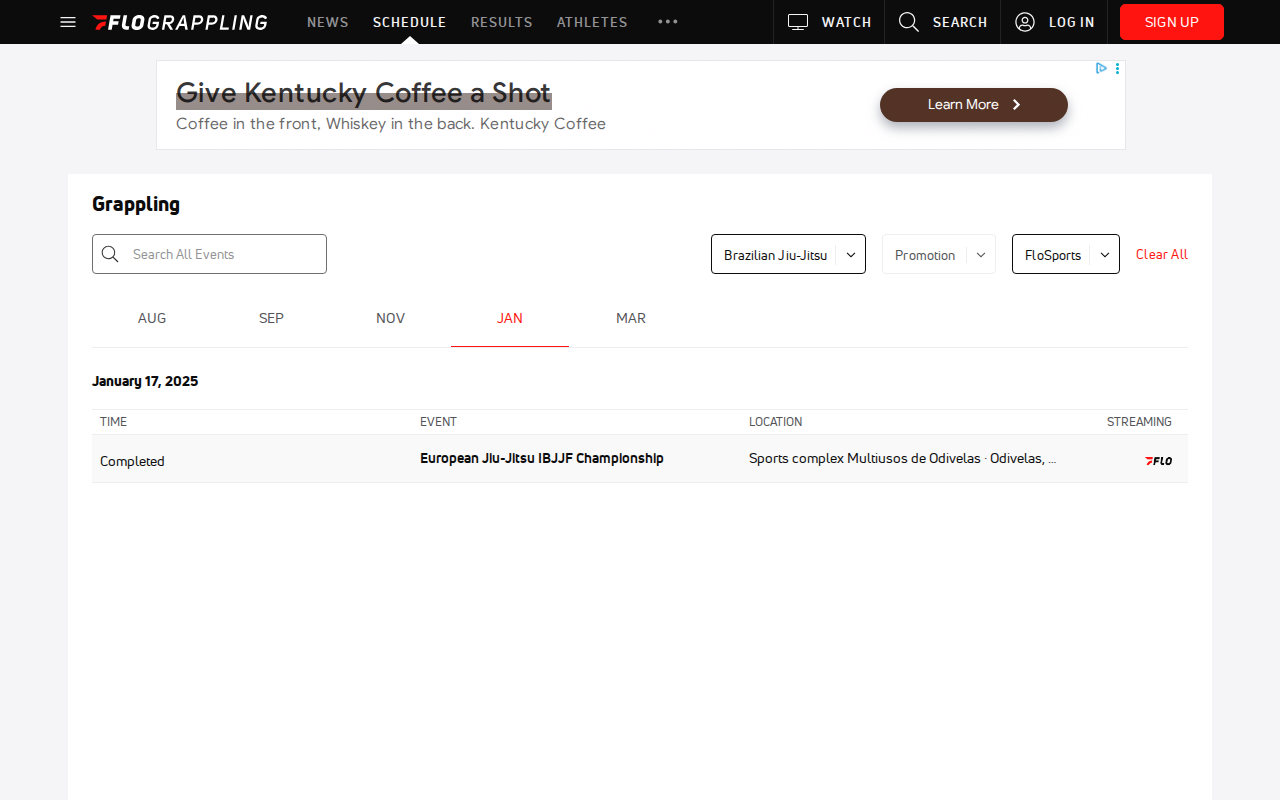 FLOGRAPPLING NEWS SCHEDULE RESULTS ATHLETES WATCH SEARCH LOG IN SIGN UP
Give Kentucky Coffee a Shot
Coffee in the front, Whiskey in the back. Kentucky Coffee
Learn More
Grappling
Search All Events Brazilian Jiu-Jitsu Promotion FloSports Clear All
AUG SEP NOV JAN MAR
January 17, 2025
TIME EVENT LOCATION STREAMING
Completed European Jiu-Jitsu IBJJF Championship Sports complex Multiusos de Odivelas · Odivelas, ... FLO